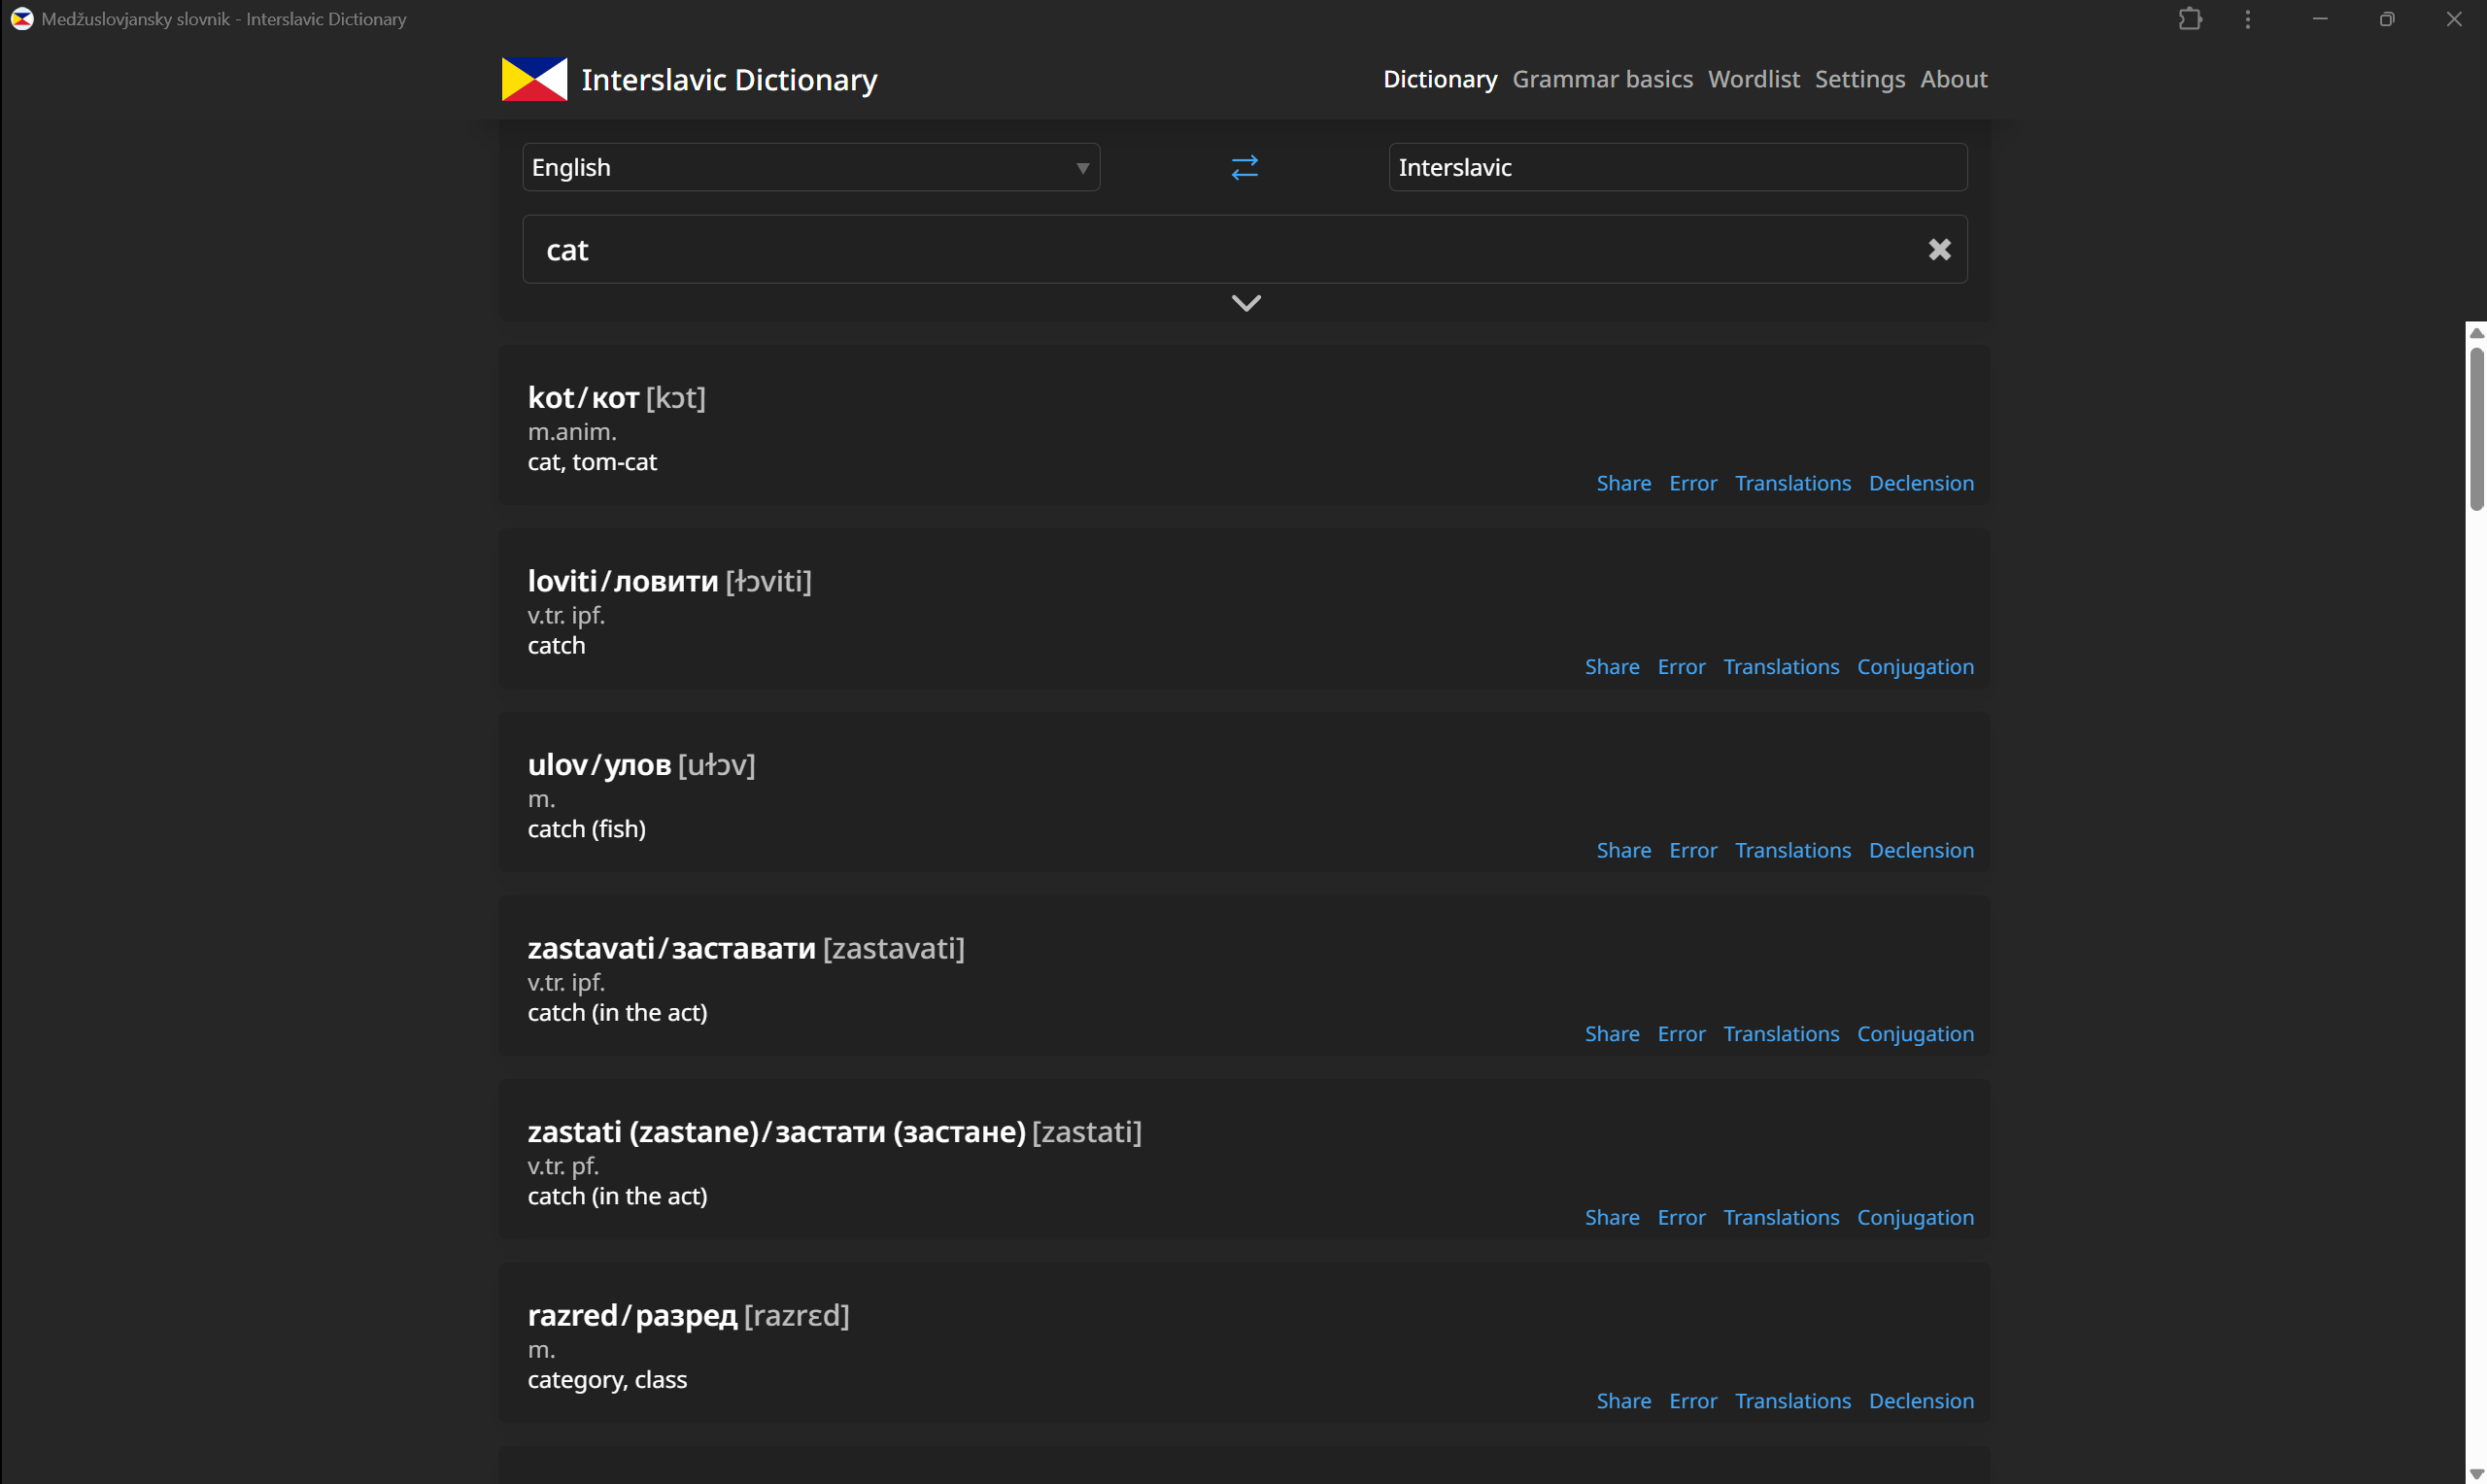 Medžuslovjansky slovnik - Interslavic Dictionary
Interslavic Dictionary
Dictionary Grammar basics Wordlist Settings About
English
Interslavic
cat
kot/кот [kɔt]
m.anim.
cat, tom-cat
Share Error Translations Declension
loviti/ловити [ɫɔviti]
v.tr. ipf.
catch
Share Error Translations Conjugation
ulov/улов [uɫɔv]
m.
catch (fish)
Share Error Translations Declension
zastavati/заставати [zastavati]
v.tr. ipf.
catch (in the act)
Share Error Translations Conjugation
zastati (zastane)/застати (застане) [zastati]
v.tr. pf.
catch (in the act)
Share Error Translations Conjugation
razred/разред [razrɛd]
m.
category, class
Share Error Translations Declension